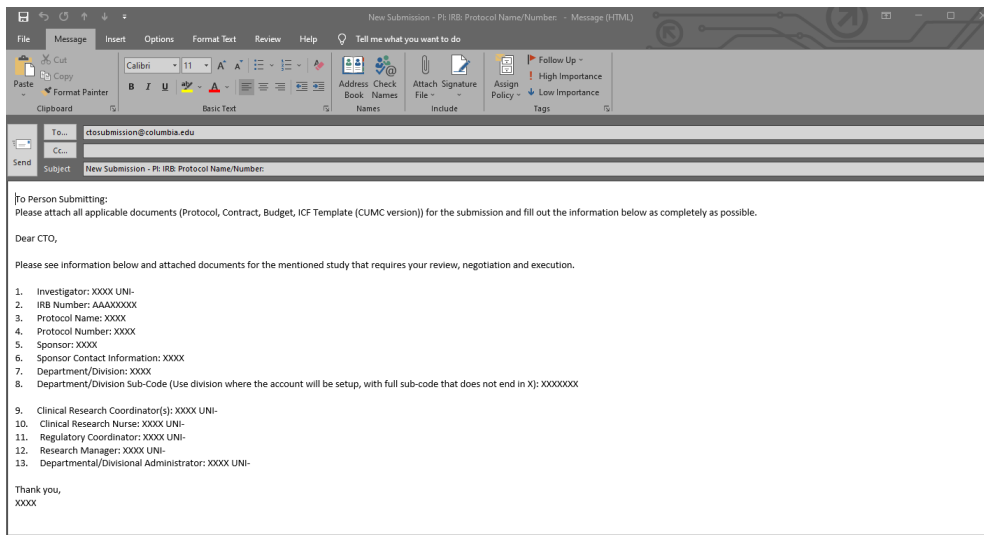 New Submission - PI: IRB: Protocol Name/Number: - Message (HTML)
File Message Insert Options Format Text Review Help Tell me what you want to do
Cut
Copy
Format Painter
Paste
Clipboard
Calibri 11 A A
B I U A
Basic Text
Address Book Check Names
Names
Attach File Signature
Include
Assign Policy
Follow Up
High Importance
Low Importance
Tags
Send
To... ctosubmission@columbia.edu
Cc...
Subject New Submission - PI: IRB: Protocol Name/Number:
To Person Submitting:
Please attach all applicable documents (Protocol, Contract, Budget, ICF Template (CUMC version)) for the submission and fill out the information below as completely as possible.
Dear CTO,
Please see information below and attached documents for the mentioned study that requires your review, negotiation and execution.
1. Investigator: XXXX UNI-
2. IRB Number: AAAXXXXX
3. Protocol Name: XXXX
4. Protocol Number: XXXX
5. Sponsor: XXXX
6. Sponsor Contact Information: XXXX
7. Department/Division: XXXX
8. Department/Division Sub-Code (Use division where the account will be setup, with full sub-code that does not end in X): XXXXXXX
9. Clinical Research Coordinator(s): XXXX UNI-
10. Clinical Research Nurse: XXXX UNI-
11. Regulatory Coordinator: XXXX UNI-
12. Research Manager: XXXX UNI-
13. Departmental/Divisional Administrator: XXXX UNI-
Thank you,
XXXX